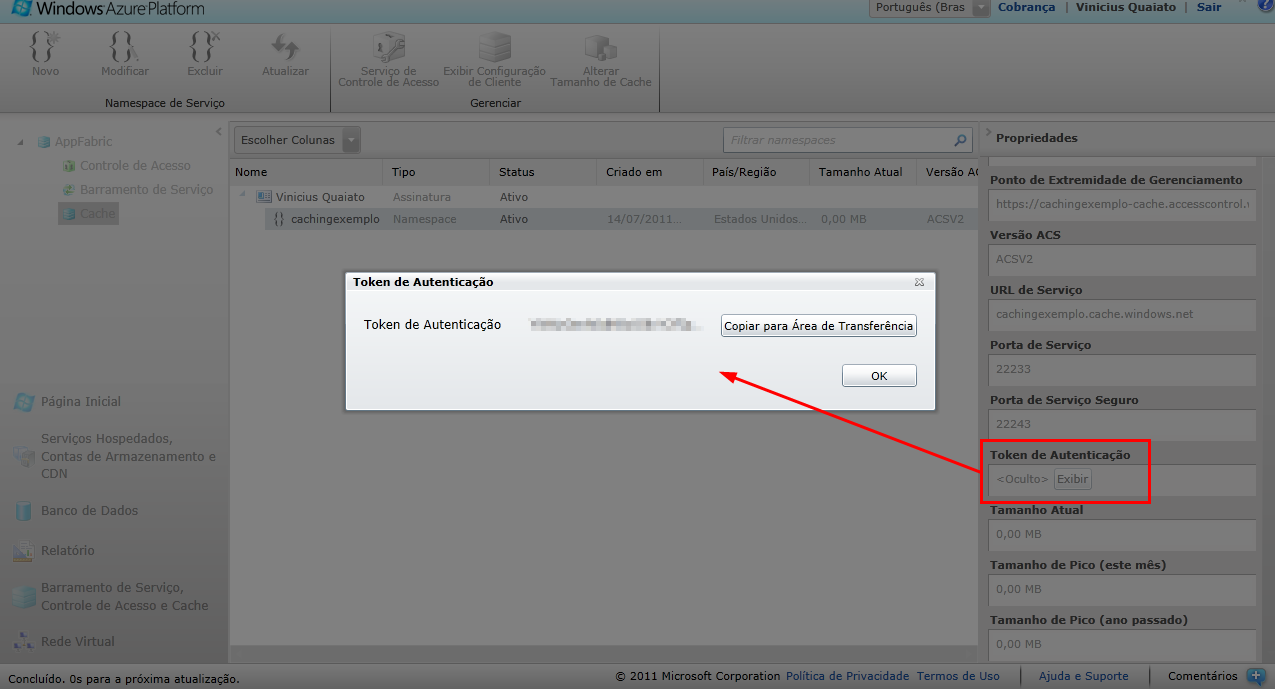 Windows Azure Platform
Português (Bras
Cobrança | Vinicius Quaiato | Sair
Novo
Modificar
Excluir
Atualizar
Namespace de Serviço
Serviço de
Controle de Acesso
Exibir Configuração
de Cliente
Alterar
Tamanho de Cache
Gerenciar
AppFabric
Controle de Acesso
Barramento de Serviço
Cache
Página Inicial
Serviços Hospedados,
Contas de Armazenamento e
CDN
Banco de Dados
Relatório
Barramento de Serviço,
Controle de Acesso e Cache
Rede Virtual
Escolher Colunas
Filtrar namespaces
Nome Tipo Status Criado em País/Região Tamanho Atual Versão AC
Vinicius Quaiato Assinatura Ativo
cachingexemplo Namespace Ativo 14/07/2011... Estados Unidos... 0,00 MB ACSV2
Token de Autenticação
Token de Autenticação
Copiar para Área de Transferência
OK
Propriedades
Ponto de Extremidade de Gerenciamento
https://cachingexemplo-cache.accesscontrol.
Versão ACS
ACSV2
URL de Serviço
cachingexemplo.cache.windows.net
Porta de Serviço
22233
Porta de Serviço Seguro
22243
Token de Autenticação
<Oculto> Exibir
Tamanho Atual
0,00 MB
Tamanho de Pico (este mês)
0,00 MB
Tamanho de Pico (ano passado)
0,00 MB
Concluído. 0s para a próxima atualização.
© 2011 Microsoft Corporation Política de Privacidade Termos de Uso
Ajuda e Suporte
Comentários